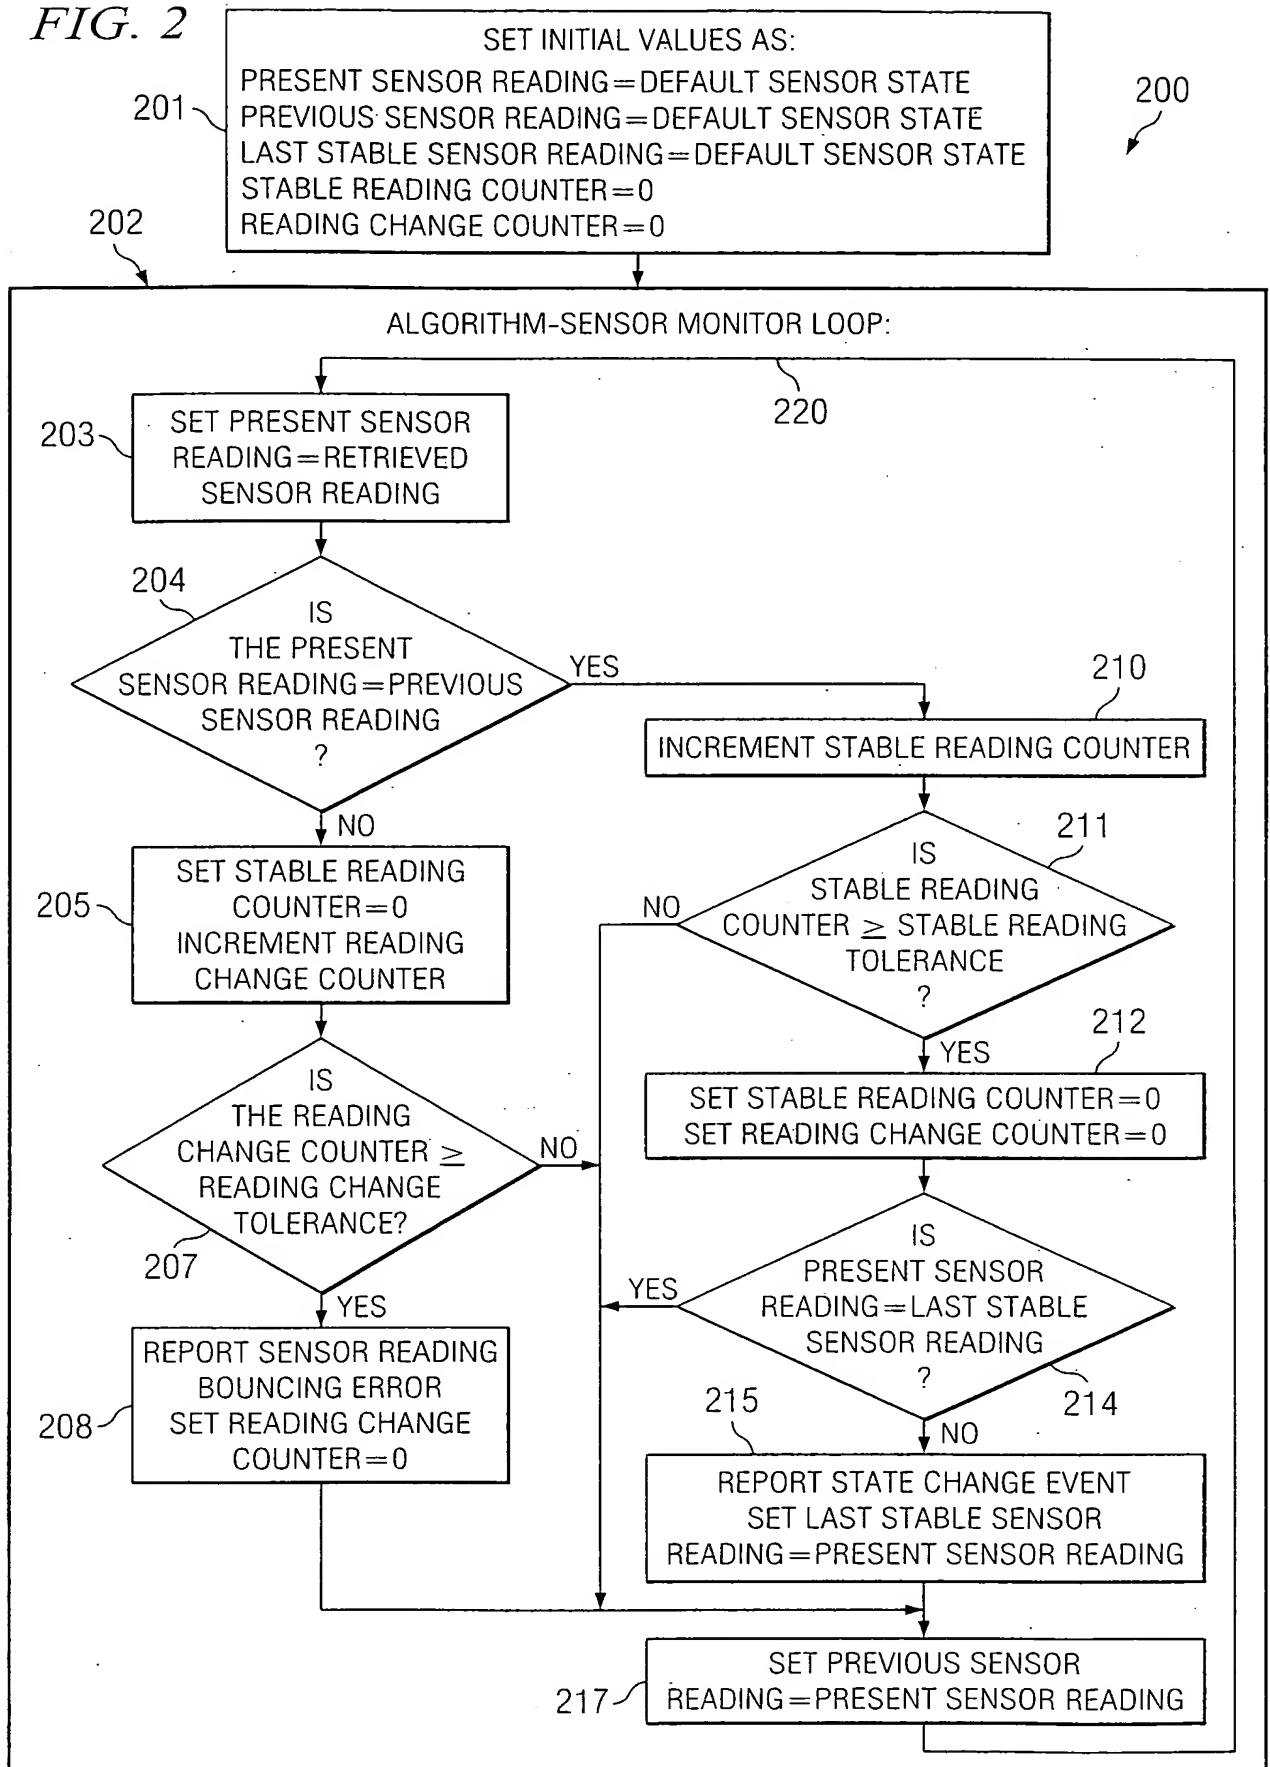 FIG. 2
SET INITIAL VALUES AS:
PRESENT SENSOR READING=DEFAULT SENSOR STATE
PREVIOUS SENSOR READING=DEFAULT SENSOR STATE
LAST STABLE SENSOR READING=DEFAULT SENSOR STATE
STABLE READING COUNTER=0
READING CHANGE COUNTER=0
201
200
202
ALGORITHM-SENSOR MONITOR LOOP:
220
203
SET PRESENT SENSOR
READING=RETRIEVED
SENSOR READING
204
IS
THE PRESENT
SENSOR READING=PREVIOUS
SENSOR READING
?
YES
NO
210
INCREMENT STABLE READING COUNTER
205
SET STABLE READING
COUNTER=0
INCREMENT READING
CHANGE COUNTER
211
IS
STABLE READING
COUNTER ≥ STABLE READING
TOLERANCE
?
NO
YES
207
IS
THE READING
CHANGE COUNTER ≥
READING CHANGE
TOLERANCE?
NO
YES
212
SET STABLE READING COUNTER=0
SET READING CHANGE COUNTER=0
214
IS
PRESENT SENSOR
READING=LAST STABLE
SENSOR READING
?
YES
NO
208
REPORT SENSOR READING
BOUNCING ERROR
SET READING CHANGE
COUNTER=0
215
REPORT STATE CHANGE EVENT
SET LAST STABLE SENSOR
READING=PRESENT SENSOR READING
217
SET PREVIOUS SENSOR
READING=PRESENT SENSOR READING